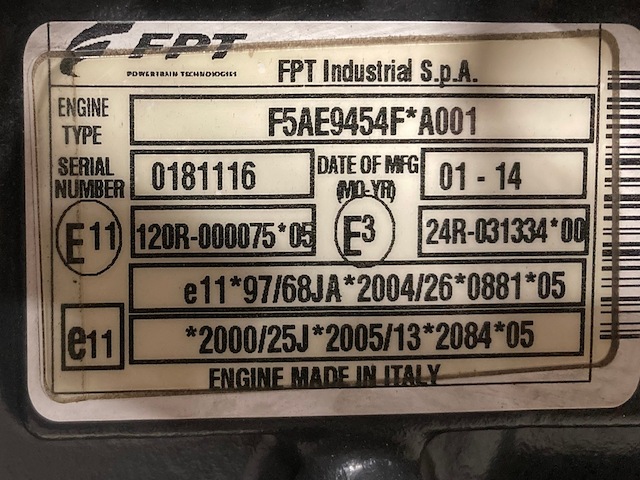 FPT
POWERTRAIN TECHNOLOGIES
FPT Industrial S.p.A.
ENGINE TYPE F5AE9454F*A001
SERIAL NUMBER 0181116 DATE OF MFG (MO-YR) 01 - 14
E11 120R-000075*05 E3 24R-031334*00
e11*97/68JA*2004/26*0881*05
e11 *2000/25J*2005/13*2084*05
ENGINE MADE IN ITALY